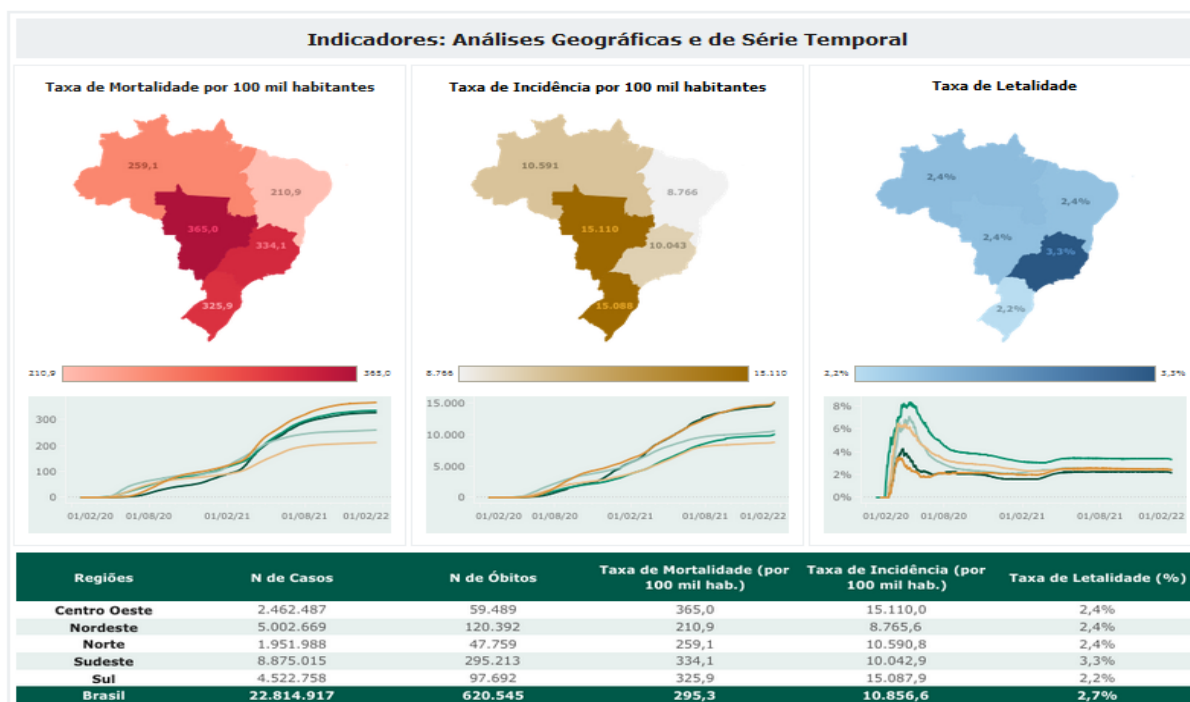 Indicadores: Análises Geográficas e de Série Temporal
Taxa de Mortalidade por 100 mil habitantes
259,1
210,9
365,0
334,1
325,9
210,9 365,0
300
200
100
0
01/02/20 01/08/20 01/02/21 01/08/21 01/02/22
Taxa de Incidência por 100 mil habitantes
10.591
8.766
15.110
10.043
15.088
8.766 15.110
15.000
10.000
5.000
0
01/02/20 01/08/20 01/02/21 01/08/21 01/02/22
Taxa de Letalidade
2,4%
2,4%
2,4%
3,3%
2,2%
2,2% 3,3%
8%
6%
4%
2%
0%
01/02/20 01/08/20 01/02/21 01/08/21 01/02/22
Regiões N de Casos N de Óbitos Taxa de Mortalidade (por 100 mil hab.) Taxa de Incidência (por 100 mil hab.) Taxa de Letalidade (%)
Centro Oeste 2.462.487 59.489 365,0 15.110,0 2,4%
Nordeste 5.002.669 120.392 210,9 8.765,6 2,4%
Norte 1.951.988 47.759 259,1 10.590,8 2,4%
Sudeste 8.875.015 295.213 334,1 10.042,9 3,3%
Sul 4.522.758 97.692 325,9 15.087,9 2,2%
Brasil 22.814.917 620.545 295,3 10.856,6 2,7%